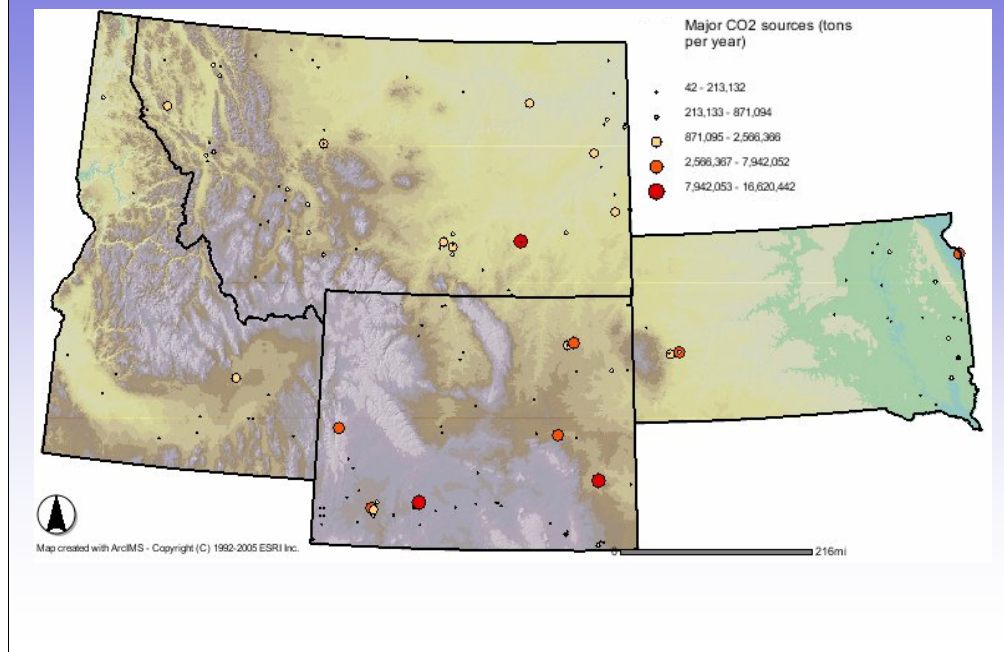 Major CO2 sources (tons
per year)
42 - 213,132
213,133 - 871,094
871,095 - 2,566,366
2,566,367 - 7,942,052
7,942,053 - 16,620,442
Map created with ArcIMS - Copyright (C) 1992-2005 ESRI Inc.
0 216mi